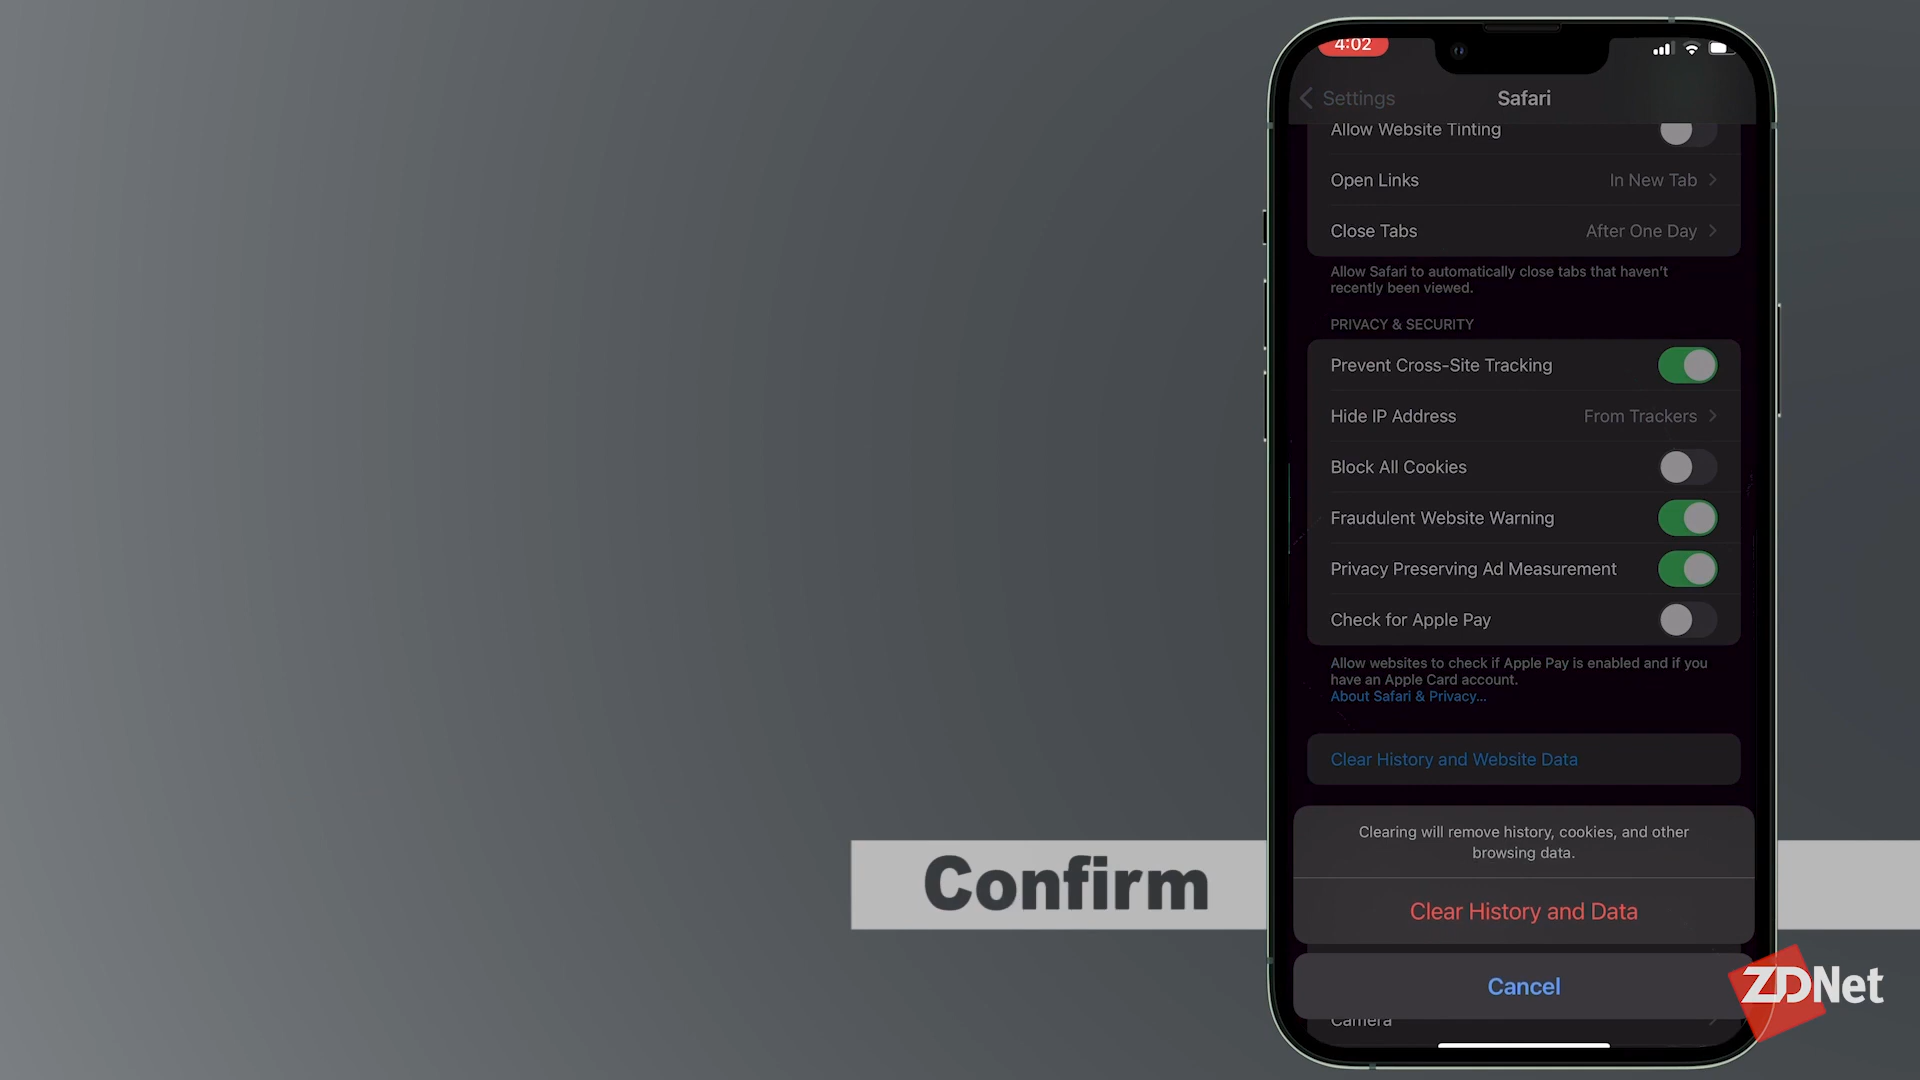 4:02
Settings
Safari
Allow Website Tinting
Open Links
In New Tab
Close Tabs
After One Day
Allow Safari to automatically close tabs that haven't
recently been viewed.
PRIVACY & SECURITY
Prevent Cross-Site Tracking
Hide IP Address
From Trackers
Block All Cookies
Fraudulent Website Warning
Privacy Preserving Ad Measurement
Check for Apple Pay
Allow websites to check if Apple Pay is enabled and if you
have an Apple Card account.
About Safari & Privacy...
Clear History and Website Data
Clearing will remove history, cookies, and other
browsing data.
Confirm
Clear History and Data
Cancel
ZDNet
Camera